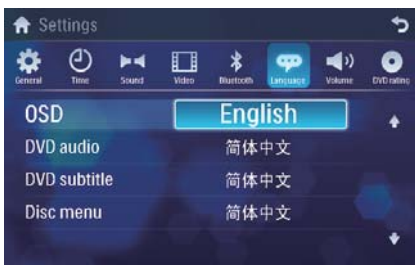 Settings
General Time Sound Video Bluetooth Language Volume DVD rating
OSD English
DVD audio 简体中文
DVD subtitle 简体中文
Disc menu 简体中文